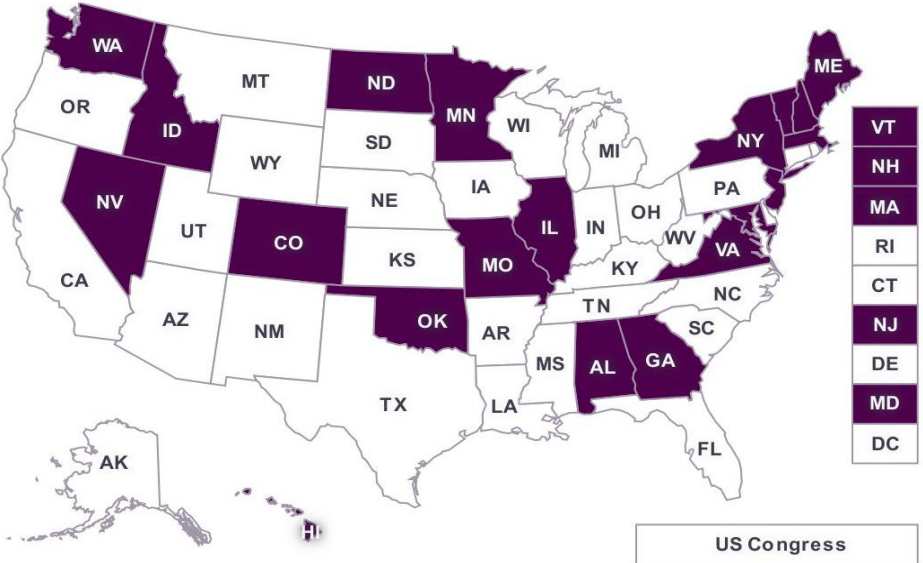 WA
ME
MT
ND
OR
MN
VT
ID
WI
NY
SD
MI
NH
WY
IA
PA
NV
NE
MA
OH
UT
IL
IN
CO
WV
VA
RI
KS
MO
KY
CA
CT
NC
TN
AZ
OK
NM
AR
SC
NJ
MS
AL
GA
DE
TX
LA
MD
FL
DC
AK
HI
US Congress